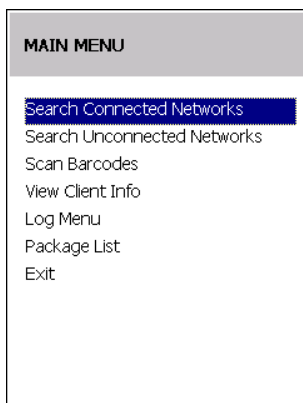 MAIN MENU
Search Connected Networks
Search Unconnected Networks
Scan Barcodes
View Client Info
Log Menu
Package List
Exit